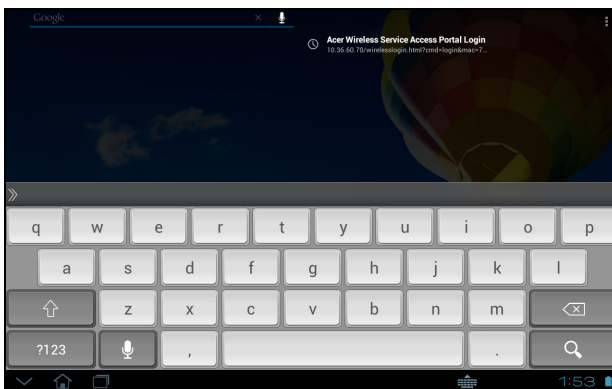 Google
Acer Wireless Service Access Portal Login
10.36.60.70/wirelesslogin.html?cmd=login&mac=7...
q w e r t y u i o p
a s d f g h j k l
z x c v b n m
?123 , .
1:53